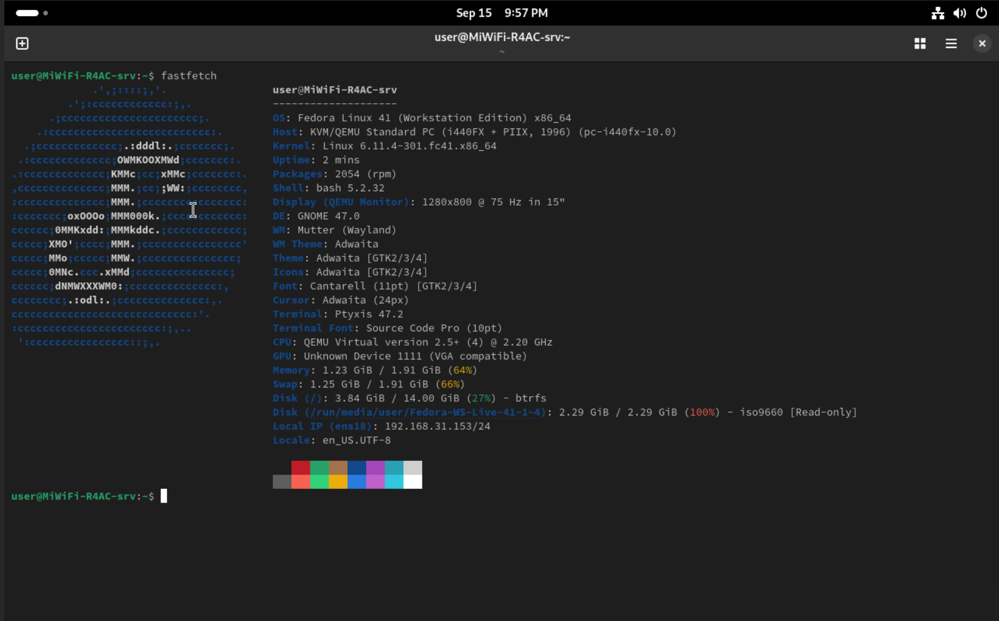 Sep 15 9:57 PM
user@MiWiFi-R4AC-srv:~
~
user@MiWiFi-R4AC-srv:~$ fastfetch
.',;::::;,'.
.';:cccccccccccc:;,.
.;cccccccccccccccccccccc;.
.:cccccccccccccccccccccccccc:.
.;ccccccccccccc;.:dddl:.;ccccccc;.
.:ccccccccccccc;OWMKOOXMWd;ccccccc:.
.:ccccccccccccc;KMMc;cc;xMMc;ccccccc:.
,cccccccccccccc;MMM.;cc;;WW:;cccccccc,
:cccccccccccccc;MMM.;cccccccccccccccc:
:ccccccc;oxOOOo;MMM000k.;cccccccccccc:
cccccc;0MMKxdd:;MMMkddc.;cccccccccccc;
ccccc;XMO';cccc;MMM.;cccccccccccccccc'
ccccc;MMo;ccccc;MMW.;ccccccccccccccc;
ccccc;0MNc.ccc.xMMd;ccccccccccccccc;
cccccc;dNMWXXXWM0:;cccccccccccccc:,
cccccccc;.:odl:.;cccccccccccccc:,.
ccccccccccccccccccccccccccccc:'.
:ccccccccccccccccccccccc:;,..
':cccccccccccccccc::;,.
user@MiWiFi-R4AC-srv
--------------------
OS: Fedora Linux 41 (Workstation Edition) x86_64
Host: KVM/QEMU Standard PC (i440FX + PIIX, 1996) (pc-i440fx-10.0)
Kernel: Linux 6.11.4-301.fc41.x86_64
Uptime: 2 mins
Packages: 2054 (rpm)
Shell: bash 5.2.32
Display (QEMU Monitor): 1280x800 @ 75 Hz in 15"
DE: GNOME 47.0
WM: Mutter (Wayland)
WM Theme: Adwaita
Theme: Adwaita [GTK2/3/4]
Icons: Adwaita [GTK2/3/4]
Font: Cantarell (11pt) [GTK2/3/4]
Cursor: Adwaita (24px)
Terminal: Ptyxis 47.2
Terminal Font: Source Code Pro (10pt)
CPU: QEMU Virtual version 2.5+ (4) @ 2.20 GHz
GPU: Unknown Device 1111 (VGA compatible)
Memory: 1.23 GiB / 1.91 GiB (64%)
Swap: 1.25 GiB / 1.91 GiB (66%)
Disk (/): 3.84 GiB / 14.00 GiB (27%) - btrfs
Disk (/run/media/user/Fedora-WS-Live-41-1-4): 2.29 GiB / 2.29 GiB (100%) - iso9660 [Read-only]
Local IP (ens18): 192.168.31.153/24
Locale: en_US.UTF-8
user@MiWiFi-R4AC-srv:~$